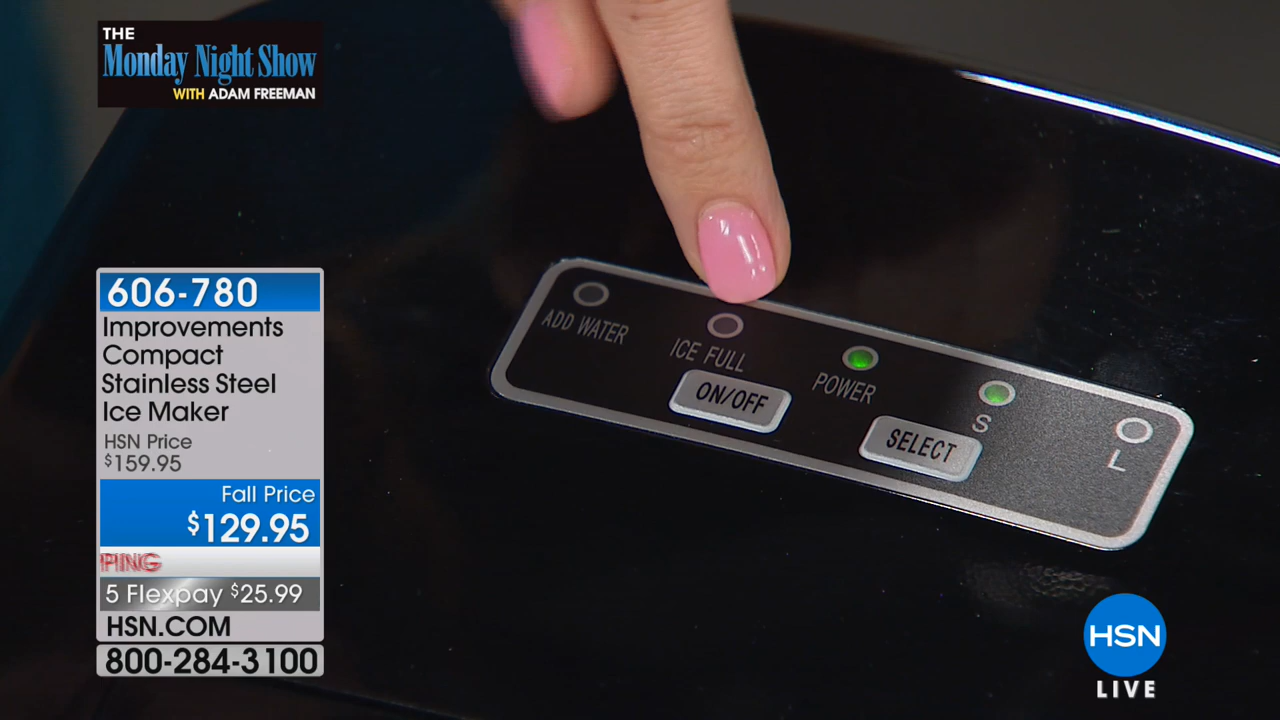 THE
Monday Night Show
WITH ADAM FREEMAN
606-780
Improvements
Compact
Stainless Steel
Ice Maker
HSN Price
$159.95
Fall Price
$129.95
PING
5 Flexpay $25.99
HSN.COM
800-284-3100
ADD WATER
ICE FULL
POWER
S
L
ON/OFF
SELECT
HSN
LIVE